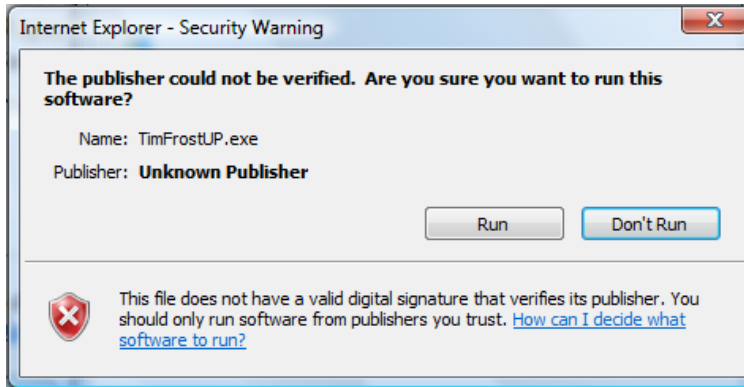 Internet Explorer - Security Warning
The publisher could not be verified.  Are you sure you want to run this
software?
Name: TimFrostUP.exe
Publisher: Unknown Publisher
Run
Don't Run
This file does not have a valid digital signature that verifies its publisher. You
should only run software from publishers you trust. How can I decide what
software to run?